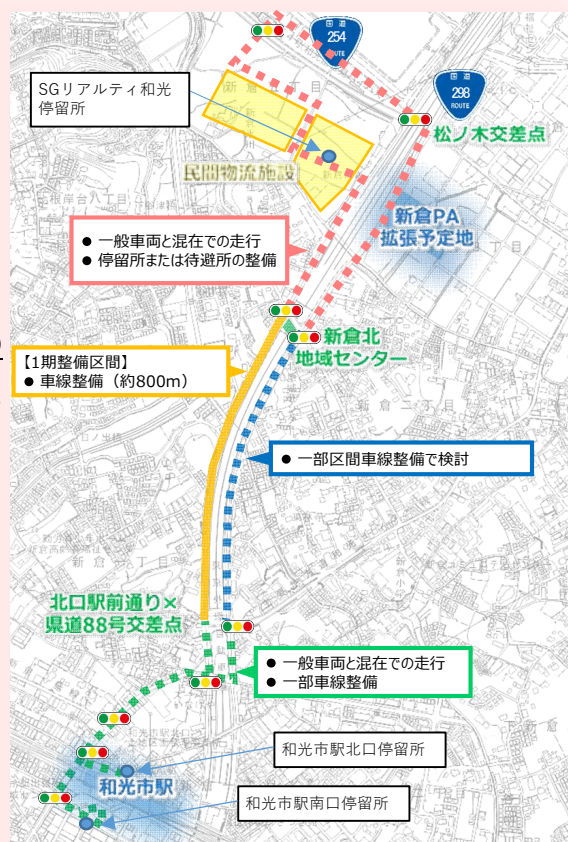 国道
254
ROUTE
国道
298
ROUTE
SGリアルティ和光
停留所
松ノ木交差点
民間物流施設
新倉PA
拡張予定地
● 一般車両と混在での走行
● 停留所または待避所の整備
新倉北
地域センター
【1期整備区間】
● 車線整備（約800m）
● 一部区間車線整備で検討
北口駅前通り×
県道88号交差点
● 一般車両と混在での走行
● 一部車線整備
和光市駅北口停留所
和光市駅
和光市駅南口停留所